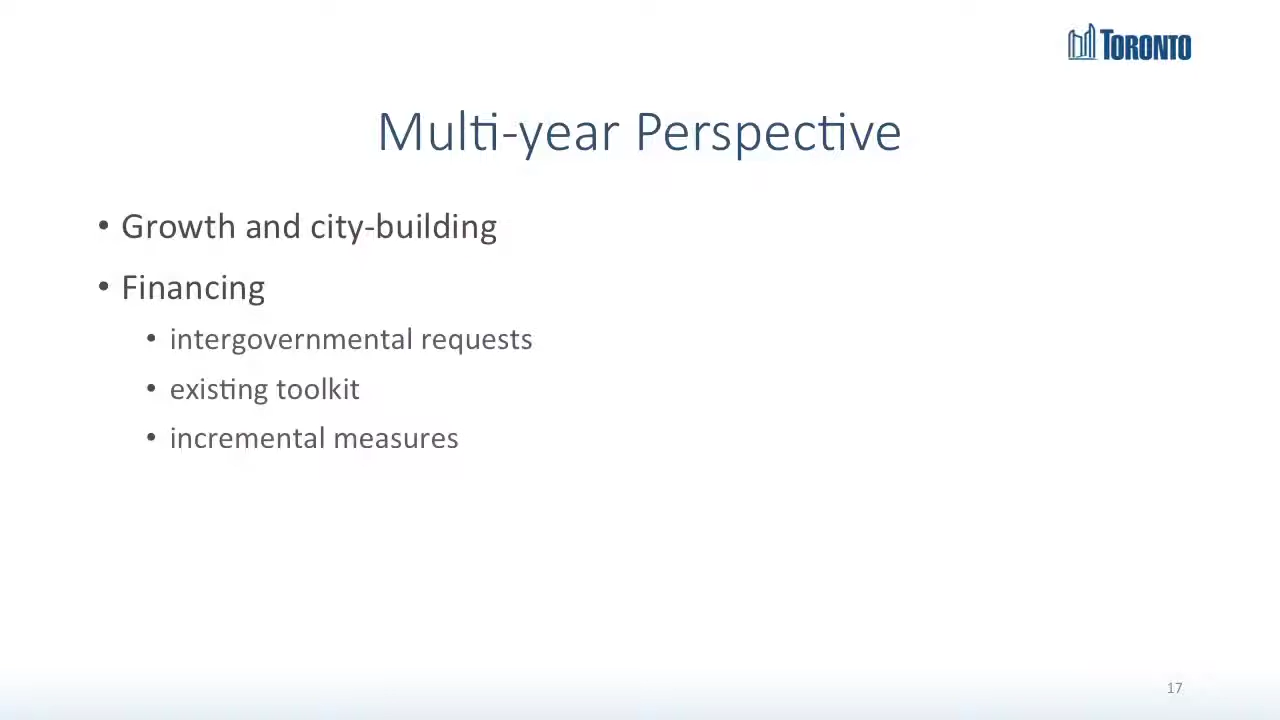 TORONTO
Multi-year Perspective
• Growth and city-building
• Financing
• intergovernmental requests
• existing toolkit
• incremental measures
17